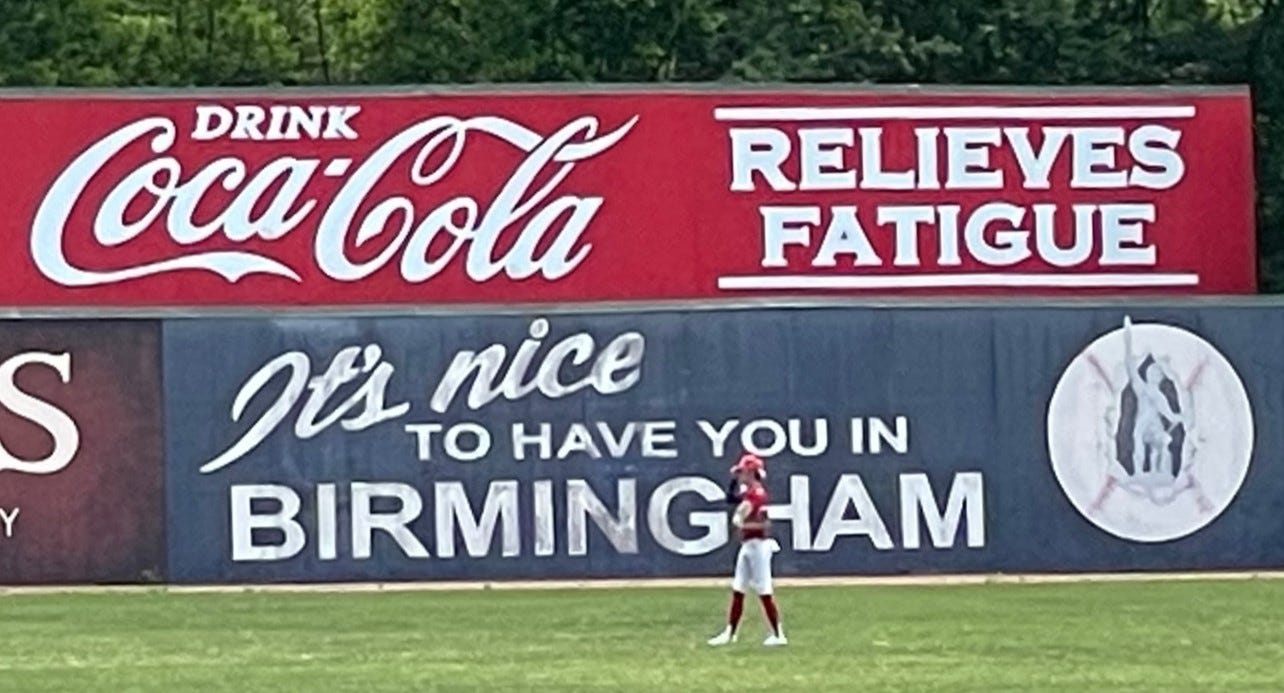 DRINK
Coca-Cola
RELIEVES
FATIGUE
S
Y
It's nice
TO HAVE YOU IN
BIRMINGHAM